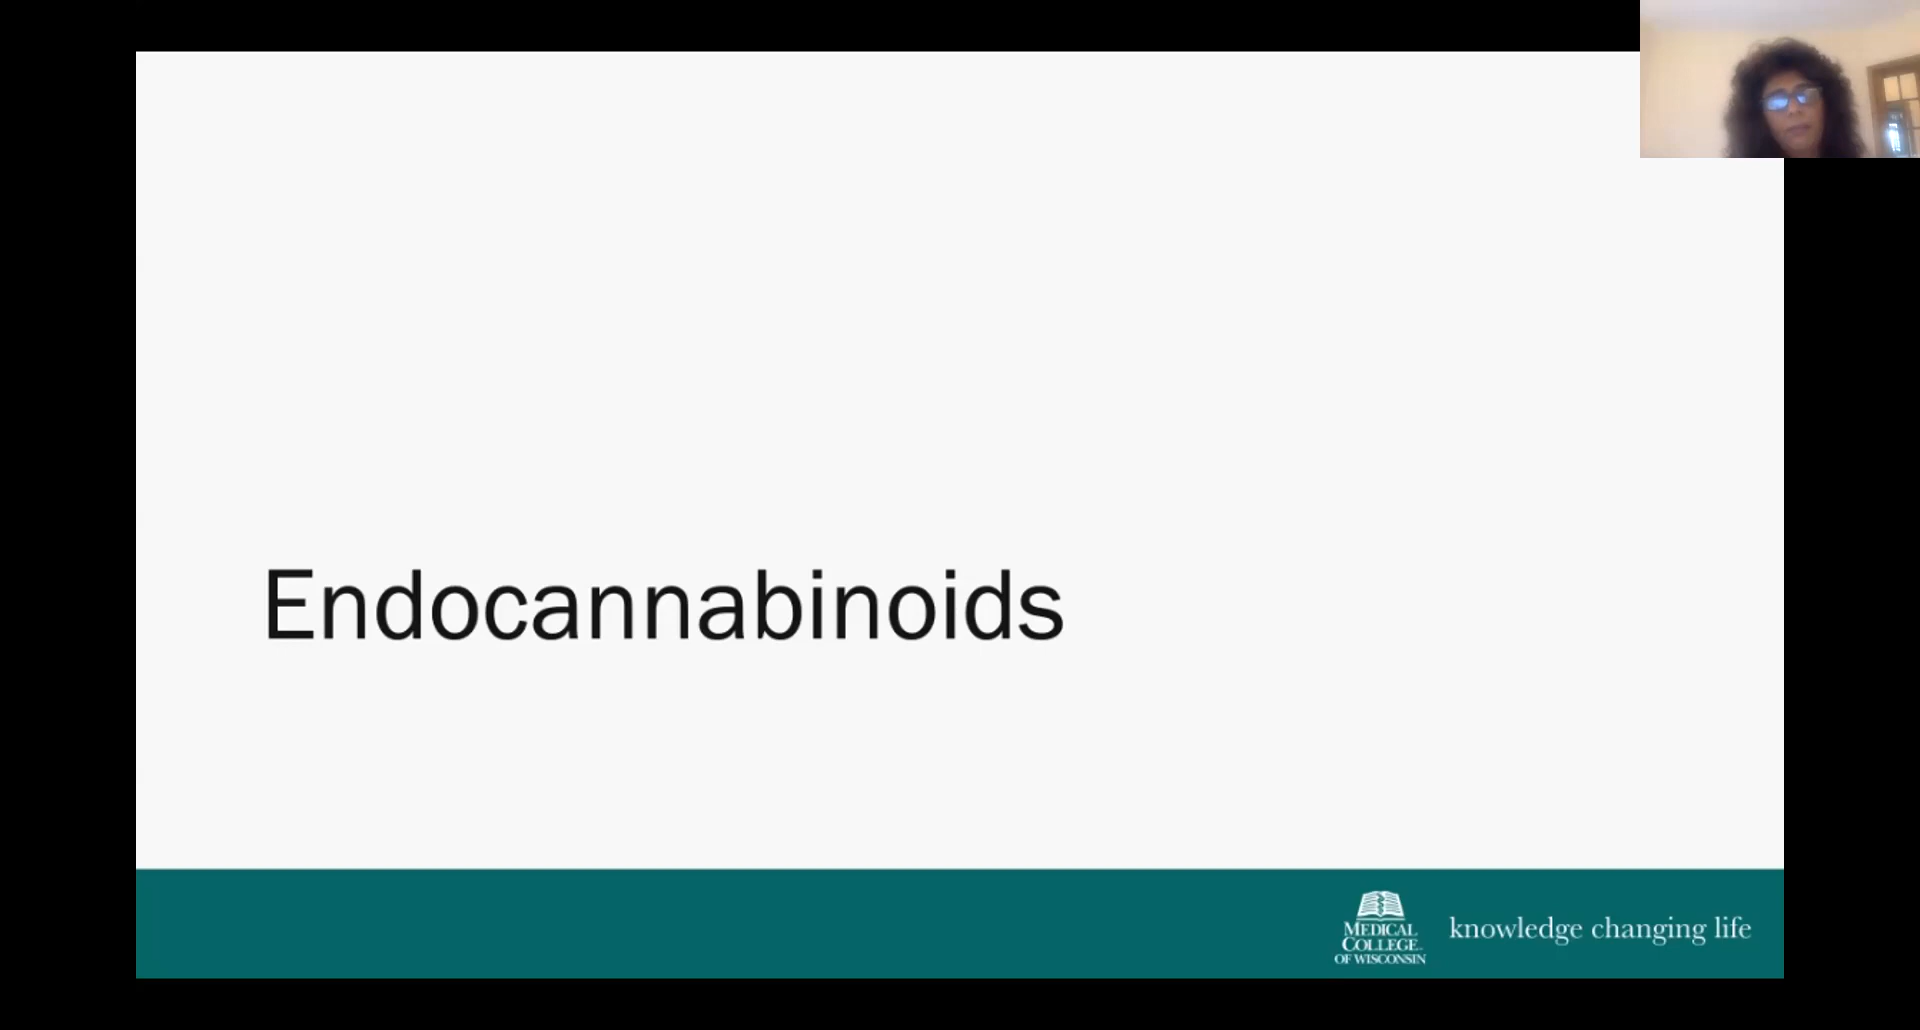 Endocannabinoids
MEDICAL
COLLEGE
OF WISCONSIN
knowledge changing life